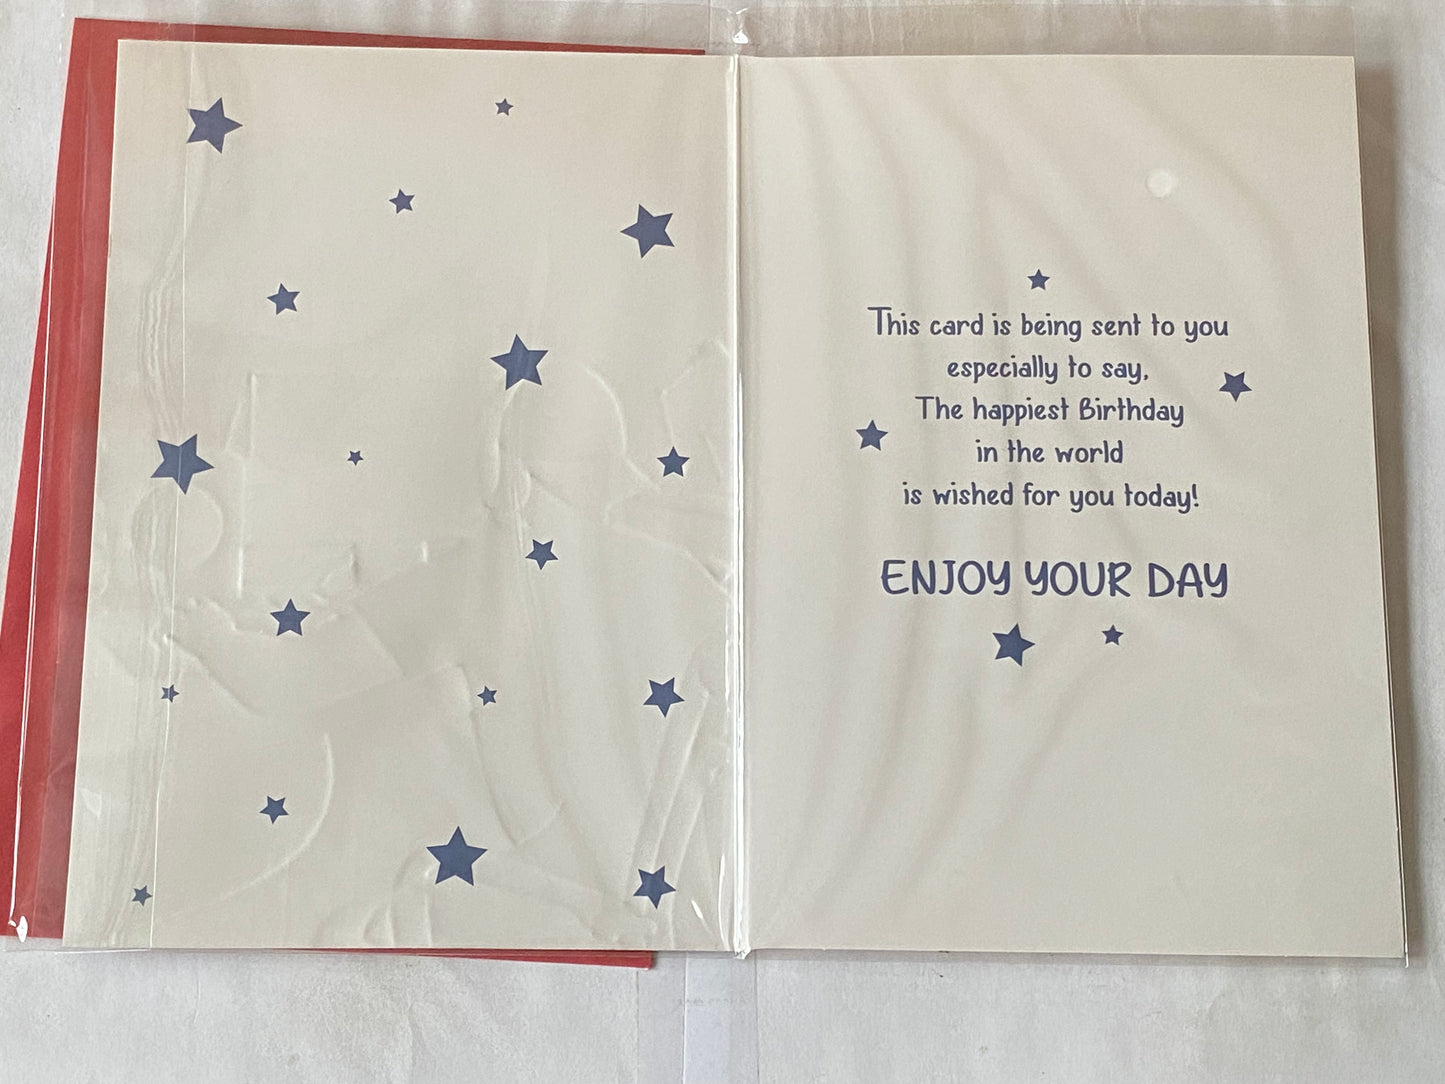 This card is being sent to you
especially to say,
The happiest Birthday
in the world
is wished for you today!
ENJOY YOUR DAY